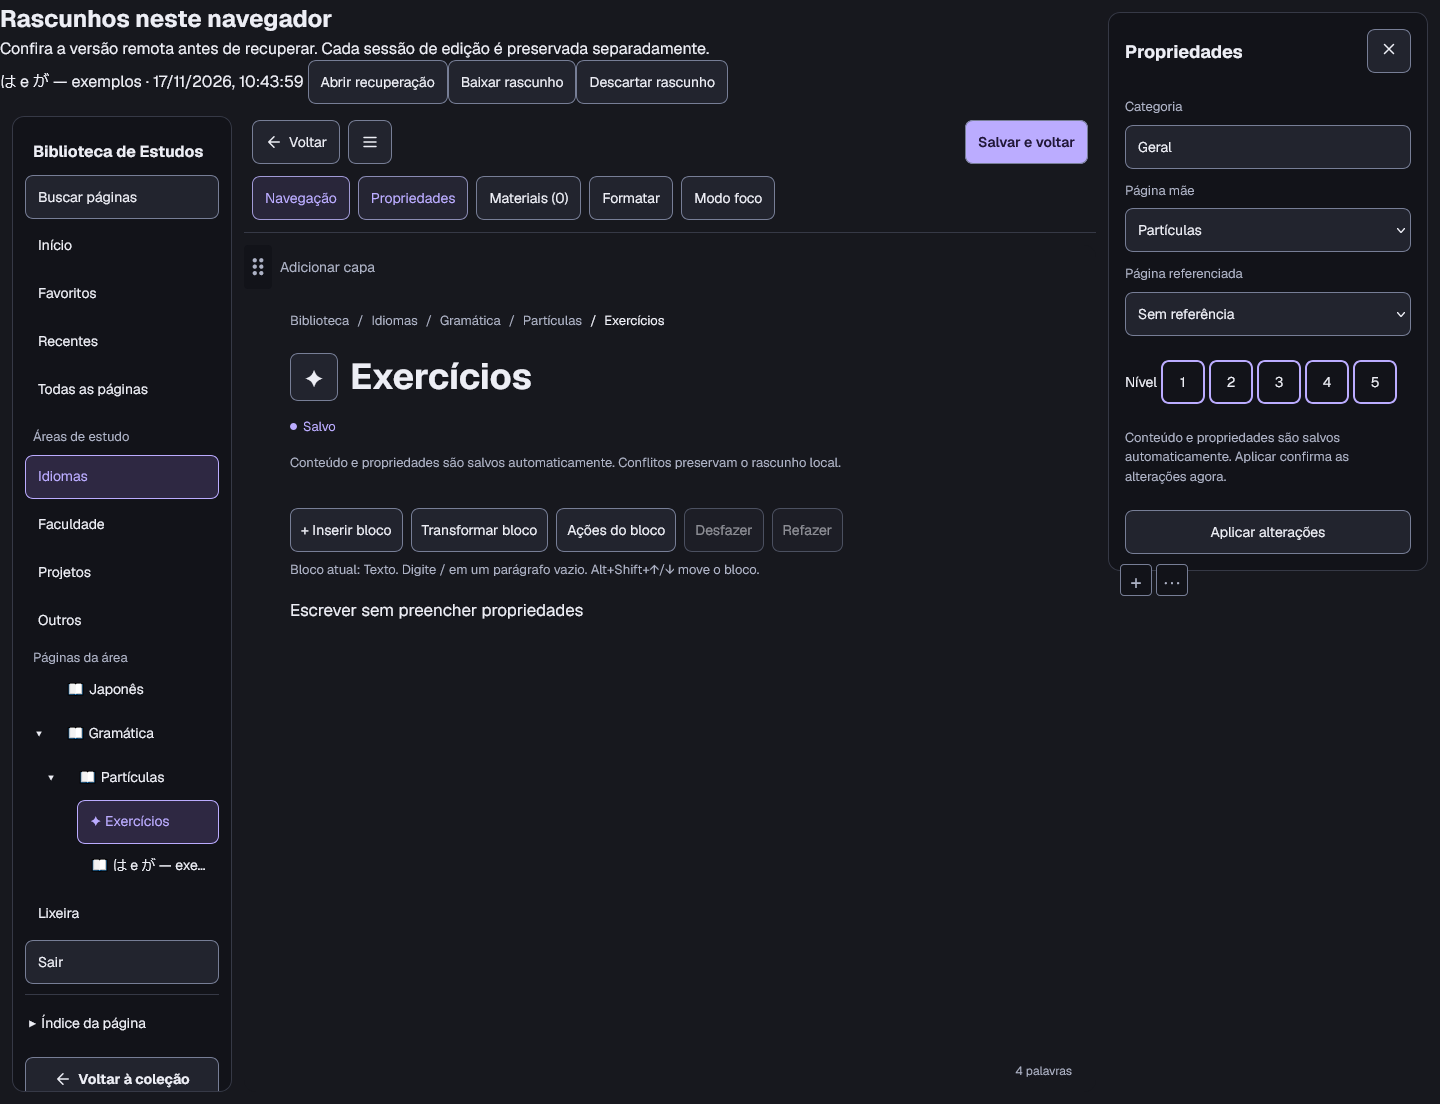 Rascunhos neste navegador
Confira a versão remota antes de recuperar. Cada sessão de edição é preservada separadamente.
は e が — exemplos · 17/11/2026, 10:43:59
Abrir recuperação
Baixar rascunho
Descartar rascunho
Biblioteca de Estudos
Buscar páginas
Início
Favoritos
Recentes
Todas as páginas
Áreas de estudo
Idiomas
Faculdade
Projetos
Outros
Páginas da área
Japonês
Gramática
Partículas
Exercícios
は e が — exe...
Lixeira
Sair
Índice da página
Voltar à coleção
Voltar
Salvar e voltar
Navegação
Propriedades
Materiais (0)
Formatar
Modo foco
Adicionar capa
Biblioteca / Idiomas / Gramática / Partículas / Exercícios
Exercícios
Salvo
Conteúdo e propriedades são salvos automaticamente. Conflitos preservam o rascunho local.
+ Inserir bloco
Transformar bloco
Ações do bloco
Desfazer
Refazer
Bloco atual: Texto. Digite / em um parágrafo vazio. Alt+Shift+↑/↓ move o bloco.
Escrever sem preencher propriedades
4 palavras
Propriedades
Categoria
Geral
Página mãe
Partículas
Página referenciada
Sem referência
Nível 1 2 3 4 5
Conteúdo e propriedades são salvos
automaticamente. Aplicar confirma as
alterações agora.
Aplicar alterações
+ ...